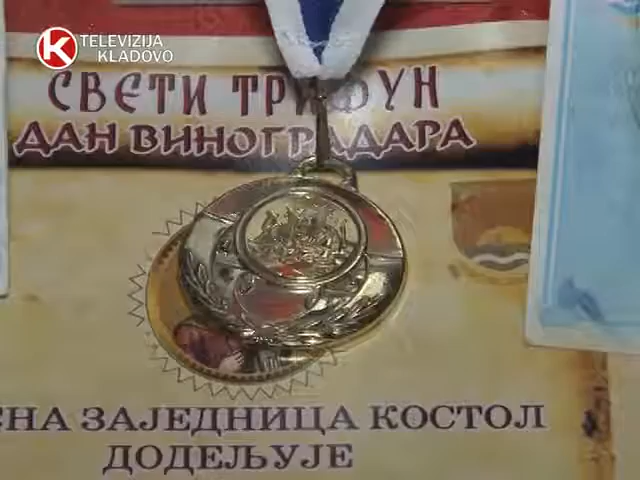 TELEVIZIJA
KLADOVO
СВЕТИ ТРИФУН
ДАН ВИНОГРАДАРА
ЗАЈЕДНИЦА КОСТОЛ
ДОДЕЉУЈЕ